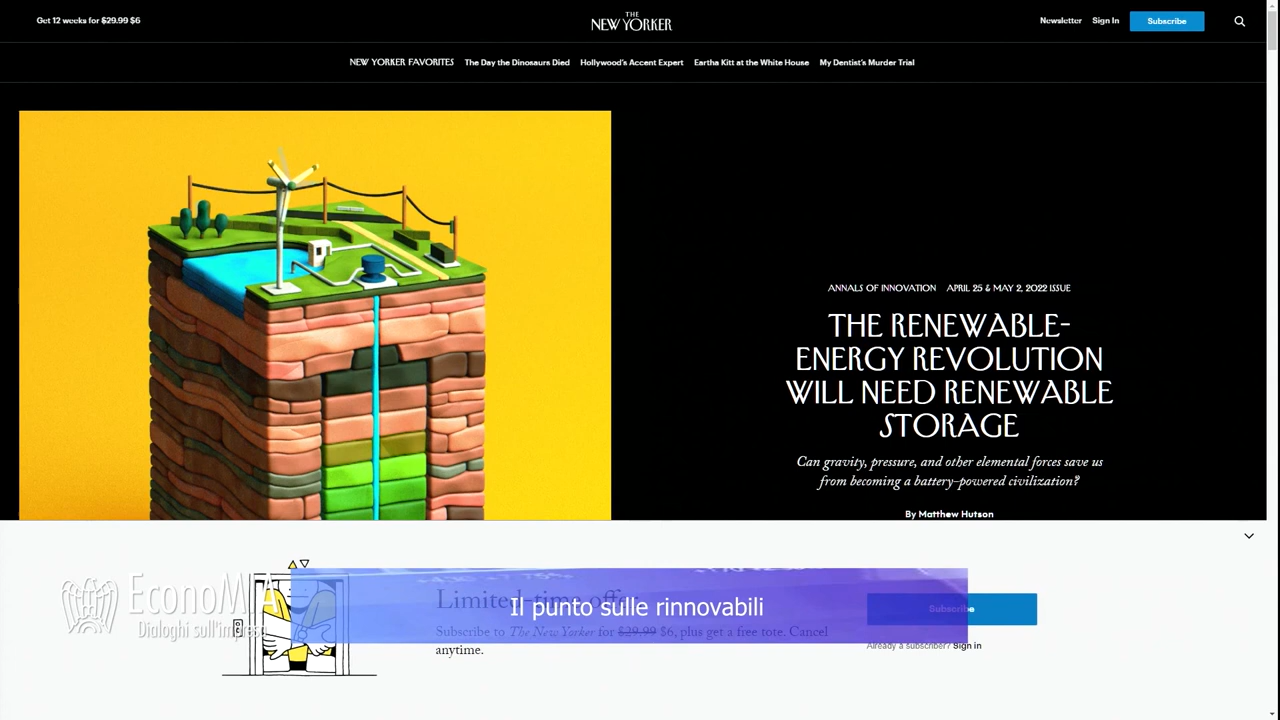 Get 12 weeks for $29.99 $6
THE
NEW YORKER
Newsletter Sign In Subscribe
NEW YORKER FAVORITES The Day the Dinosaurs Died Hollywood's Accent Expert Eartha Kitt at the White House My Dentist's Murder Trial
ANNALS OF INNOVATION APRIL 25 & MAY 2, 2022 ISSUE
THE RENEWABLE-
ENERGY REVOLUTION
WILL NEED RENEWABLE
STORAGE
Can gravity, pressure, and other elemental forces save us
from becoming a battery-powered civilization?
By Matthew Hutson
EconoMIA
Dialoghi sull'impresa
Limited-time offer
Il punto sulle rinnovabili
Subscribe to The New Yorker for $29.99 $6, plus get a free tote. Cancel
anytime.
Subscribe
Already a subscriber? Sign in